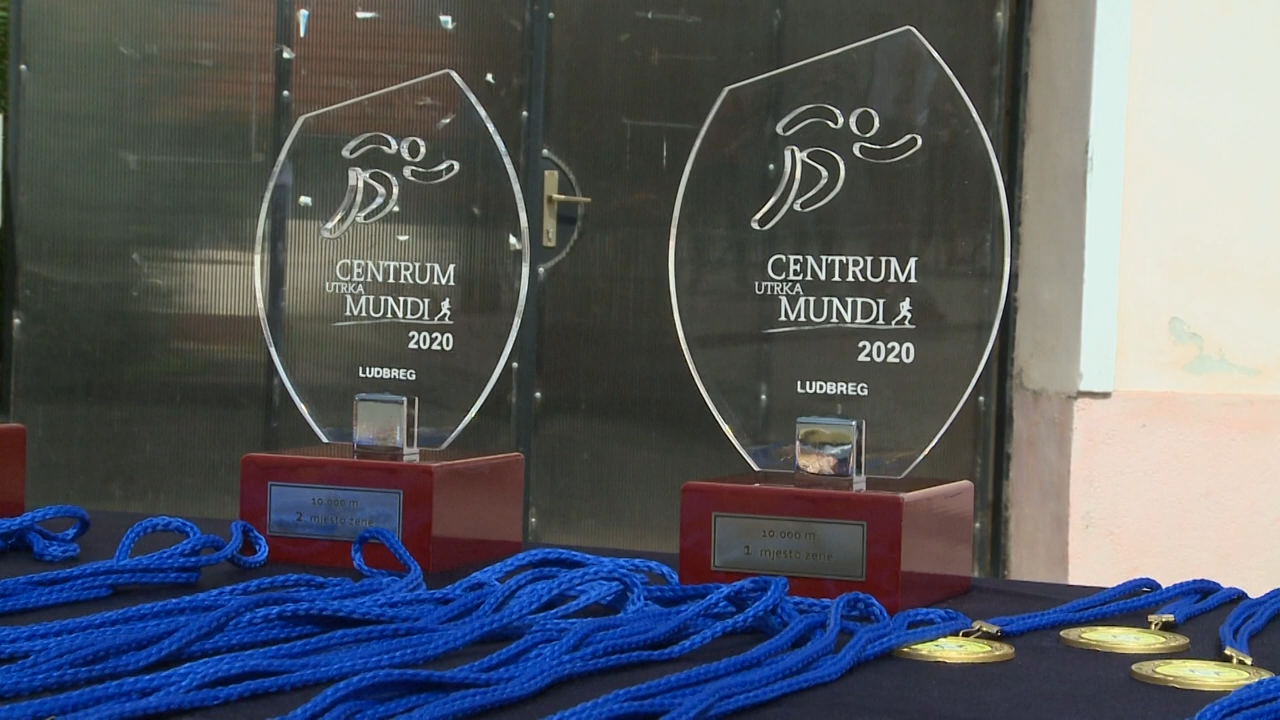 CENTRUM
UTRKA
MUNDI
2020
LUDBREG
10.000 m
2 mjesto žene
CENTRUM
UTRKA
MUNDI
2020
LUDBREG
10.000 m
1 mjesto žene